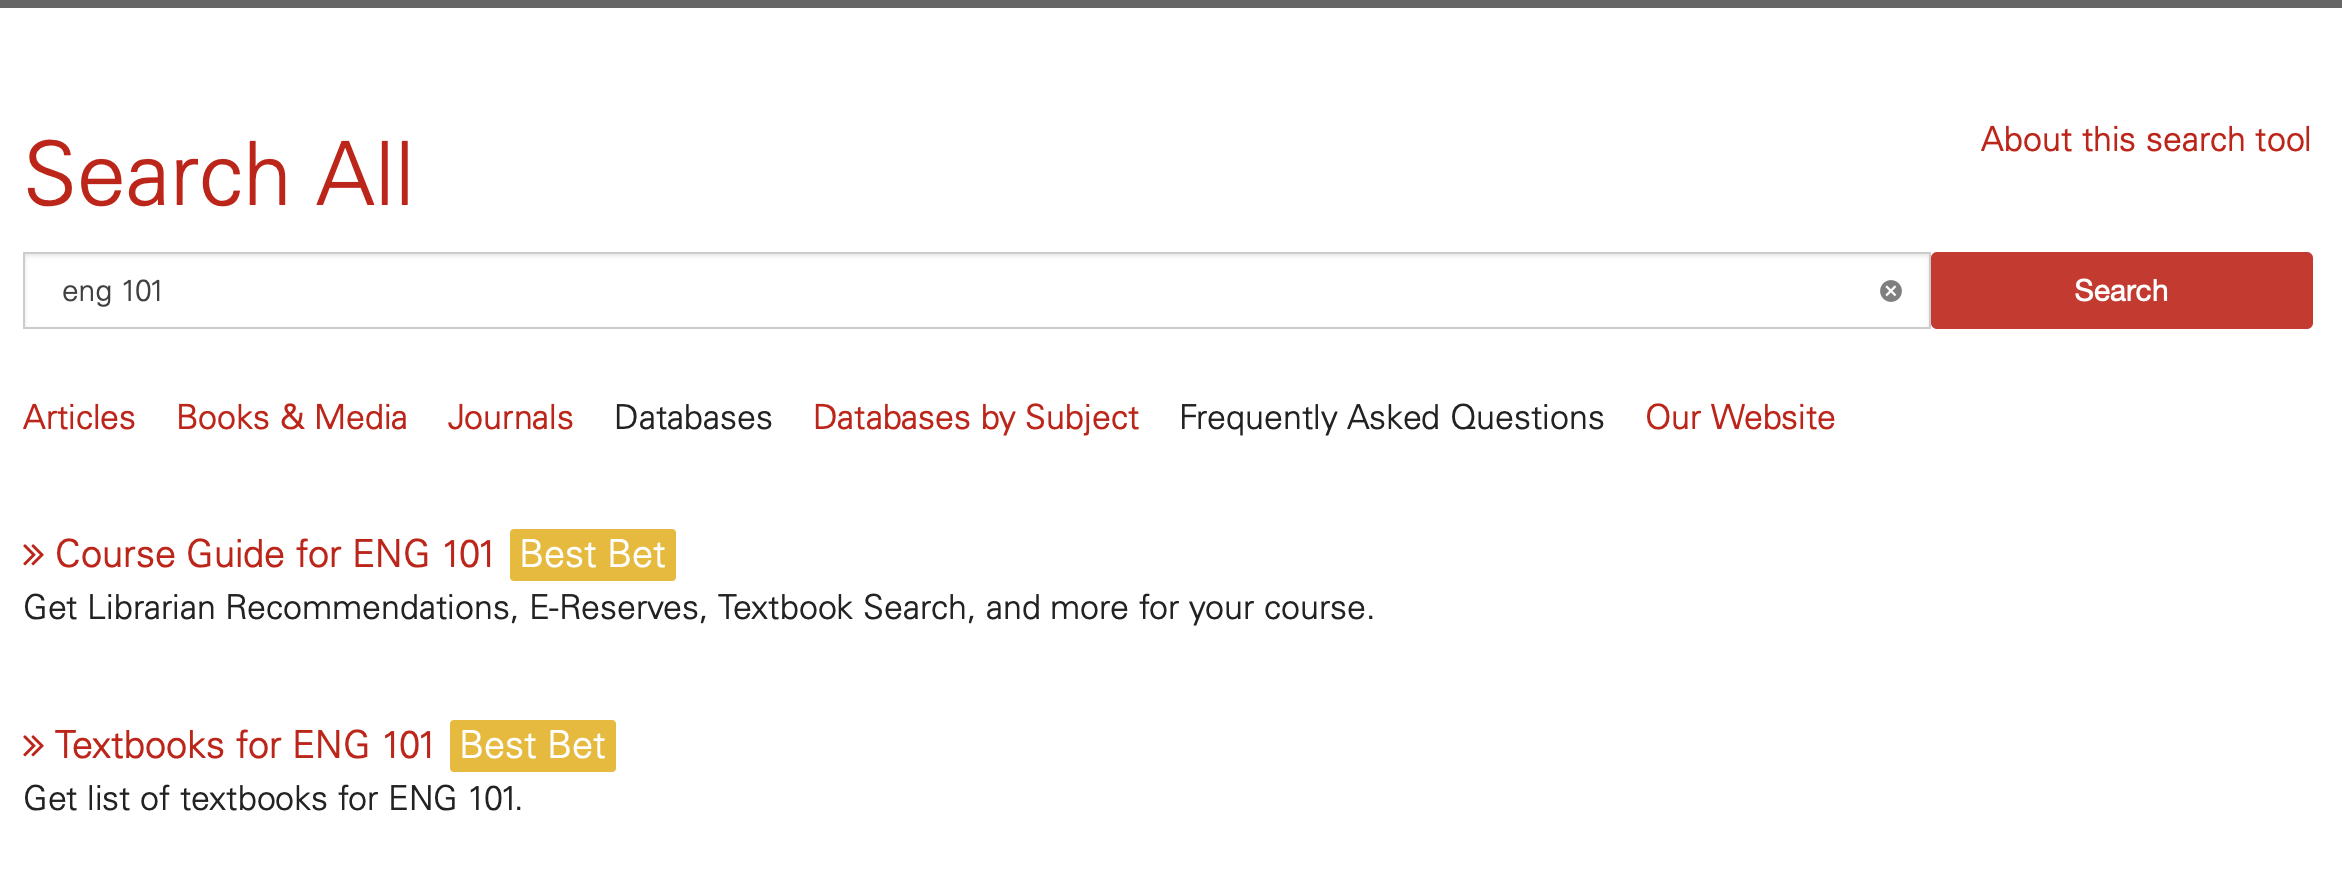 About this search tool
Search All
eng 101
Search
Articles Books & Media Journals Databases Databases by Subject Frequently Asked Questions Our Website
» Course Guide for ENG 101 Best Bet
Get Librarian Recommendations, E-Reserves, Textbook Search, and more for your course.
» Textbooks for ENG 101 Best Bet
Get list of textbooks for ENG 101.